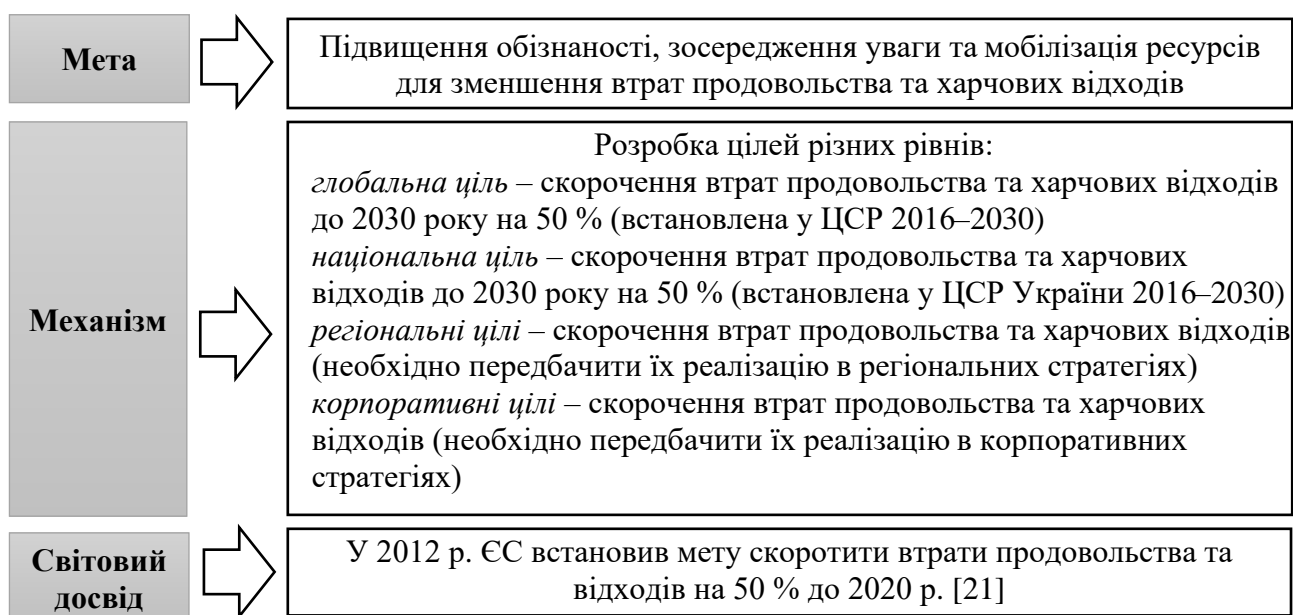 Мета
Підвищення обізнаності, зосередження уваги та мобілізація ресурсів
для зменшення втрат продовольства та харчових відходів
Механізм
Розробка цілей різних рівнів:
глобальна ціль – скорочення втрат продовольства та харчових відходів
до 2030 року на 50 % (встановлена у ЦСР 2016–2030)
національна ціль – скорочення втрат продовольства та харчових
відходів до 2030 року на 50 % (встановлена у ЦСР України 2016–2030)
регіональні цілі – скорочення втрат продовольства та харчових відходів
(необхідно передбачити їх реалізацію в регіональних стратегіях)
корпоративні цілі – скорочення втрат продовольства та харчових
відходів (необхідно передбачити їх реалізацію в корпоративних
стратегіях)
Світовий
досвід
У 2012 р. ЄС встановив мету скоротити втрати продовольства та
відходів на 50 % до 2020 р. [21]